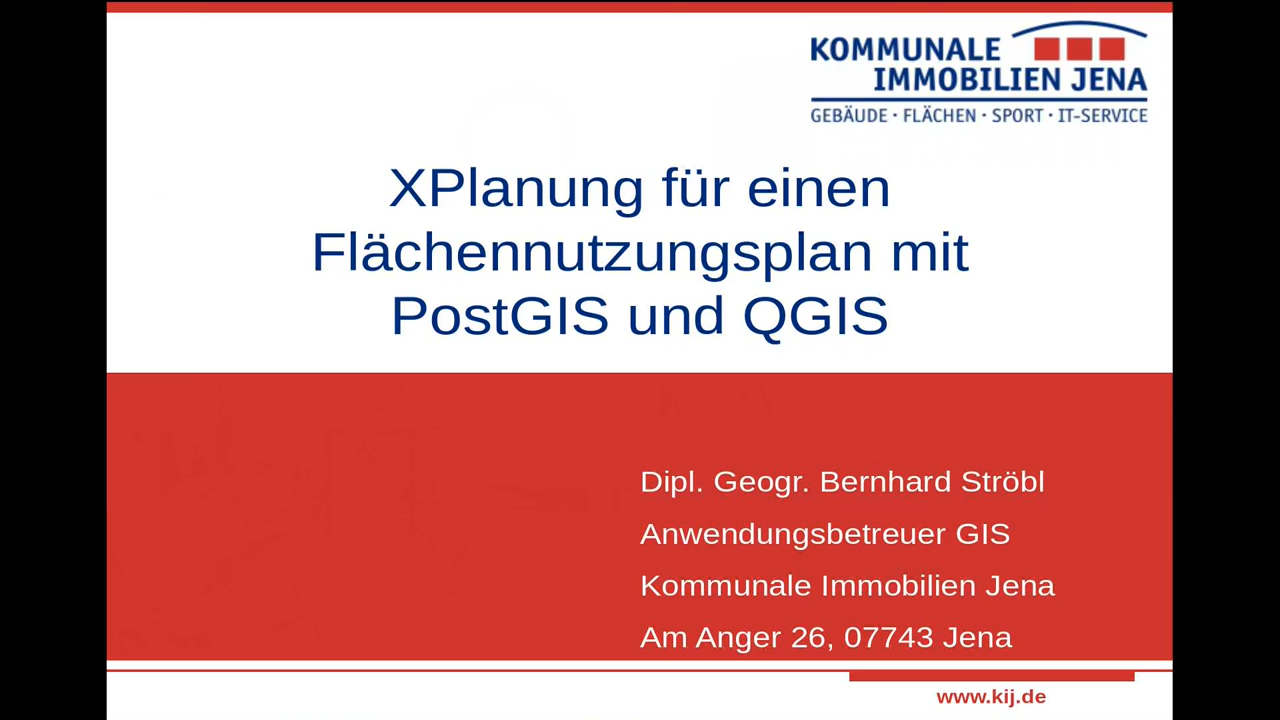 KOMMUNALE
IMMOBILIEN JENA
GEBÄUDE · FLÄCHEN · SPORT · IT-SERVICE
XPlanung für einen
Flächennutzungsplan mit
PostGIS und QGIS
Dipl. Geogr. Bernhard Ströbl
Anwendungsbetreuer GIS
Kommunale Immobilien Jena
Am Anger 26, 07743 Jena
www.kij.de